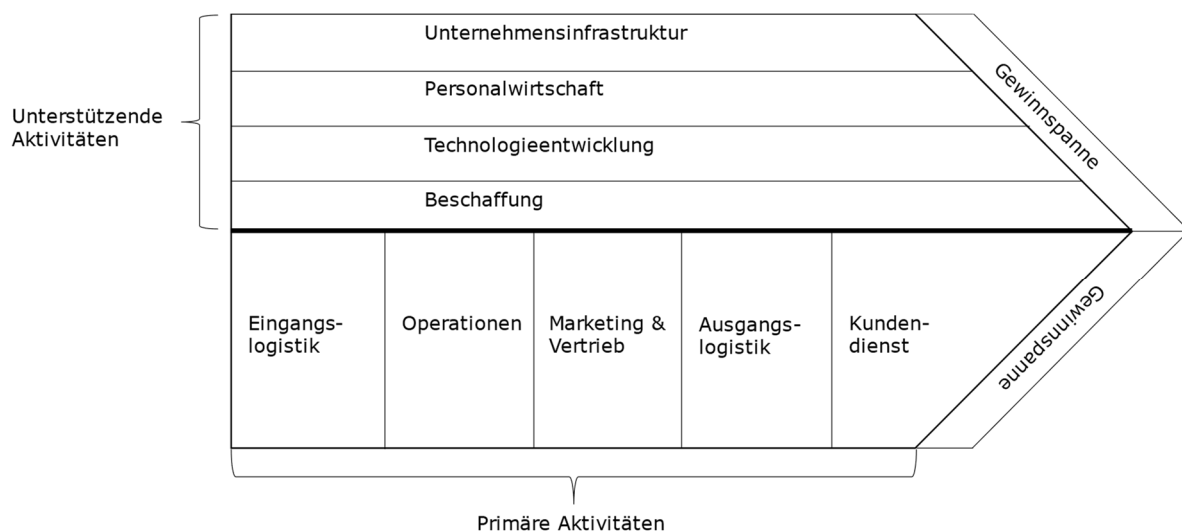 Unternehmensinfrastruktur
Personalwirtschaft
Technologieentwicklung
Beschaffung
Unterstützende
Aktivitäten
Gewinnspanne
Eingangs-
logistik
Operationen
Marketing &
Vertrieb
Ausgangs-
logistik
Kunden-
dienst
Gewinnspanne
Primäre Aktivitäten